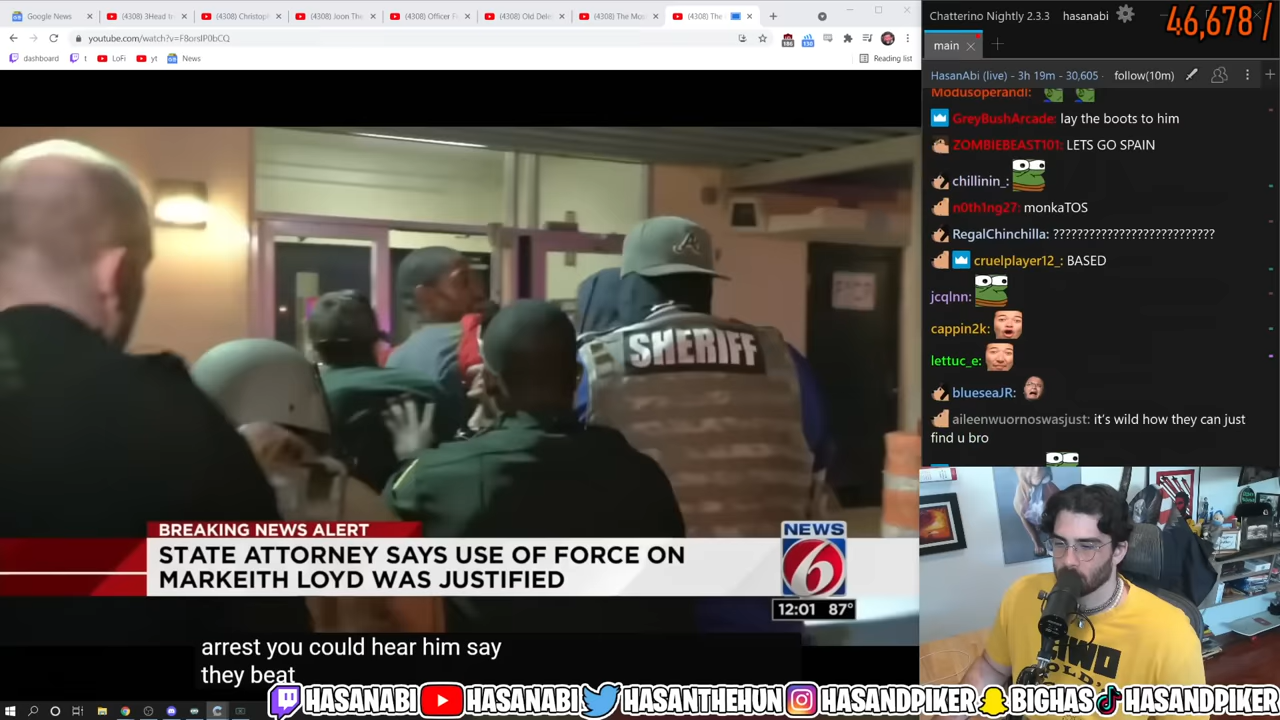 Google News
(4308) 3Head tr
(4308) Christop
(4308) Joon The
(4308) Officer F
(4308) Old Dele
(4308) The Mos
(4308) The
youtube.com/watch?v=F8orsIP0bCQ
dashboard
t
LoFi
yt
News
Reading list
SHERIFF
BREAKING NEWS ALERT
STATE ATTORNEY SAYS USE OF FORCE ON
MARKEITH LOYD WAS JUSTIFIED
NEWS
6
12:01 87°
arrest you could hear him say
they beat
Chatterino Nightly 2.3.3
hasanabi
46,678 /
main
HasanAbi (live) - 3h 19m - 30,605 -
follow(10m)
Modusoperandi:
GreyBushArcade: lay the boots to him
ZOMBIEBEAST101: LETS GO SPAIN
chillinin_:
n0th1ng27: monkaTOS
RegalChinchilla: ??????????????????????????
cruelplayer12_: BASED
jcqlnn:
cappin2k:
lettuc_e:
blueseaJR:
aileenwuornoswasjust: it's wild how they can just
find u bro
HASANABI HASANABI HASANTHEHUN HASANDPIKER BIGHAS HASANDPIKER